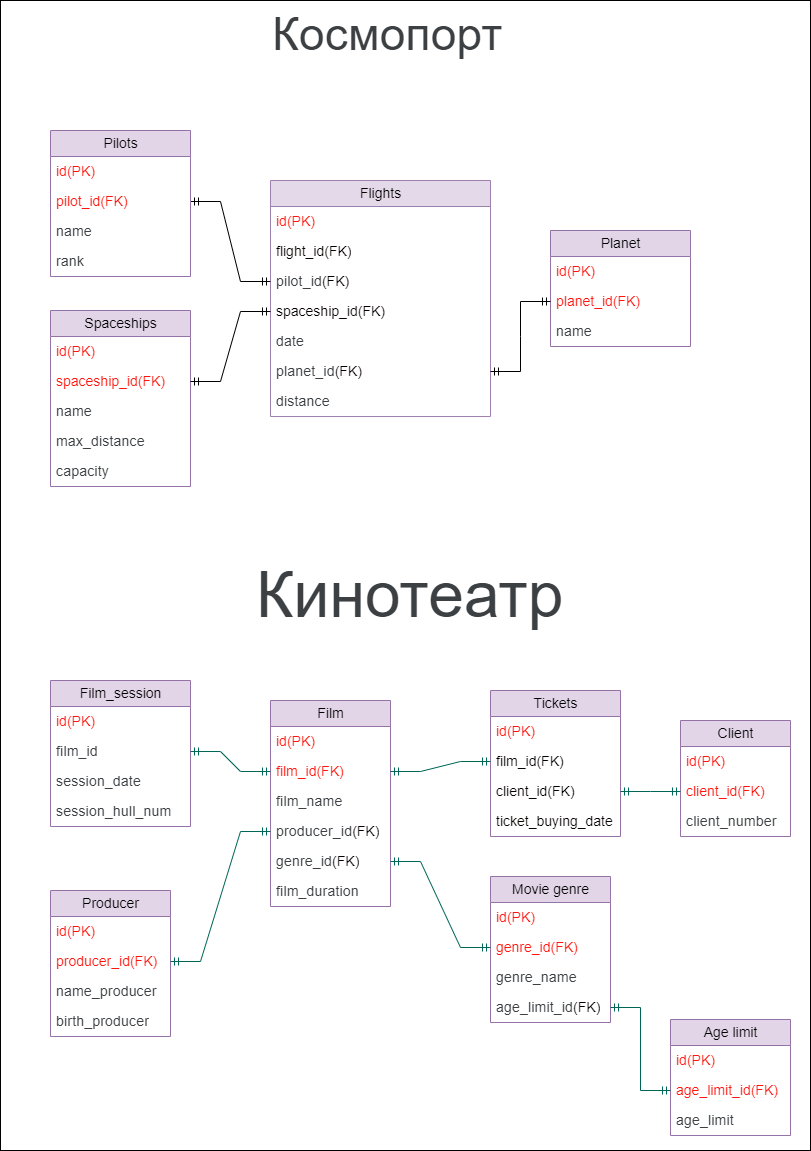 Космопорт
Pilots
id(PK)
pilot_id(FK)
name
rank
Spaceships
id(PK)
spaceship_id(FK)
name
max_distance
capacity
Flights
id(PK)
flight_id(FK)
pilot_id(FK)
spaceship_id(FK)
date
planet_id(FK)
distance
Planet
id(PK)
planet_id(FK)
name
Кинотеатр
Film_session
id(PK)
film_id
session_date
session_hull_num
Producer
id(PK)
producer_id(FK)
name_producer
birth_producer
Film
id(PK)
film_id(FK)
film_name
producer_id(FK)
genre_id(FK)
film_duration
Tickets
id(PK)
film_id(FK)
client_id(FK)
ticket_buying_date
Client
id(PK)
client_id(FK)
client_number
Movie genre
id(PK)
genre_id(FK)
genre_name
age_limit_id(FK)
Age limit
id(PK)
age_limit_id(FK)
age_limit